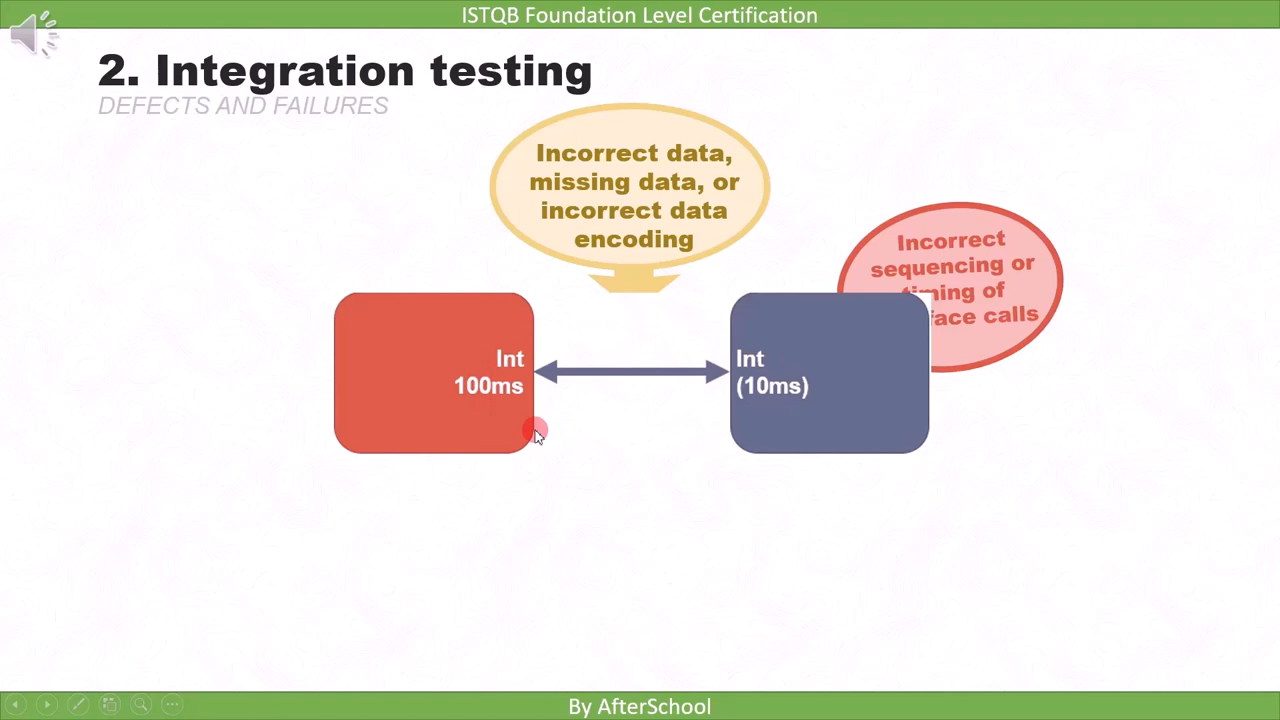 ISTQB Foundation Level Certification
2. Integration testing
DEFECTS AND FAILURES
Incorrect data,
missing data, or
incorrect data
encoding
Incorrect
sequencing or
timing of
face calls
Int
100ms
Int
(10ms)
By AfterSchool